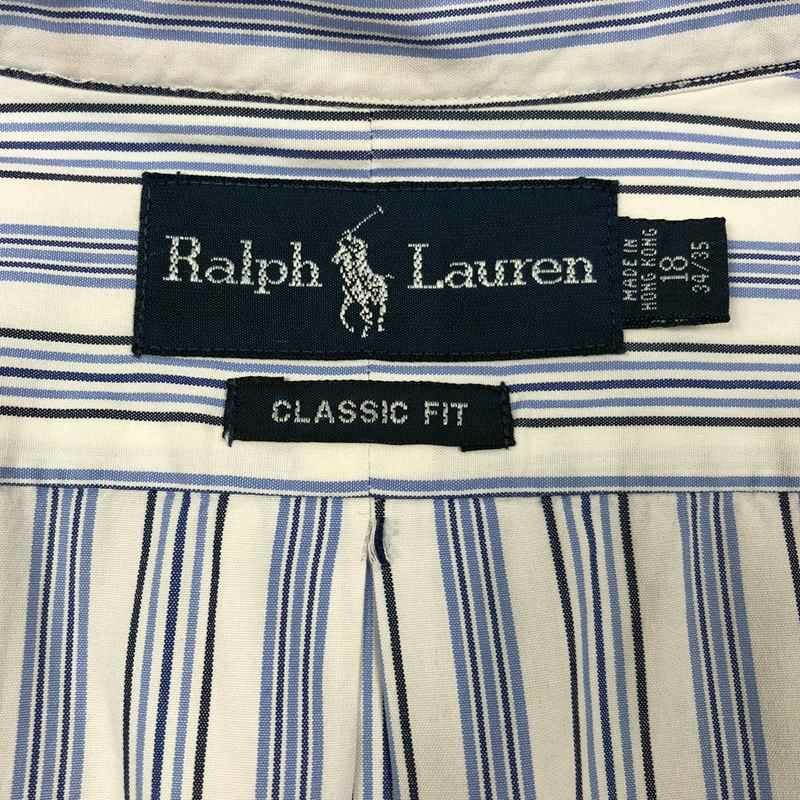 Ralph Lauren
MADE IN
HONG KONG
18
34/35
CLASSIC FIT